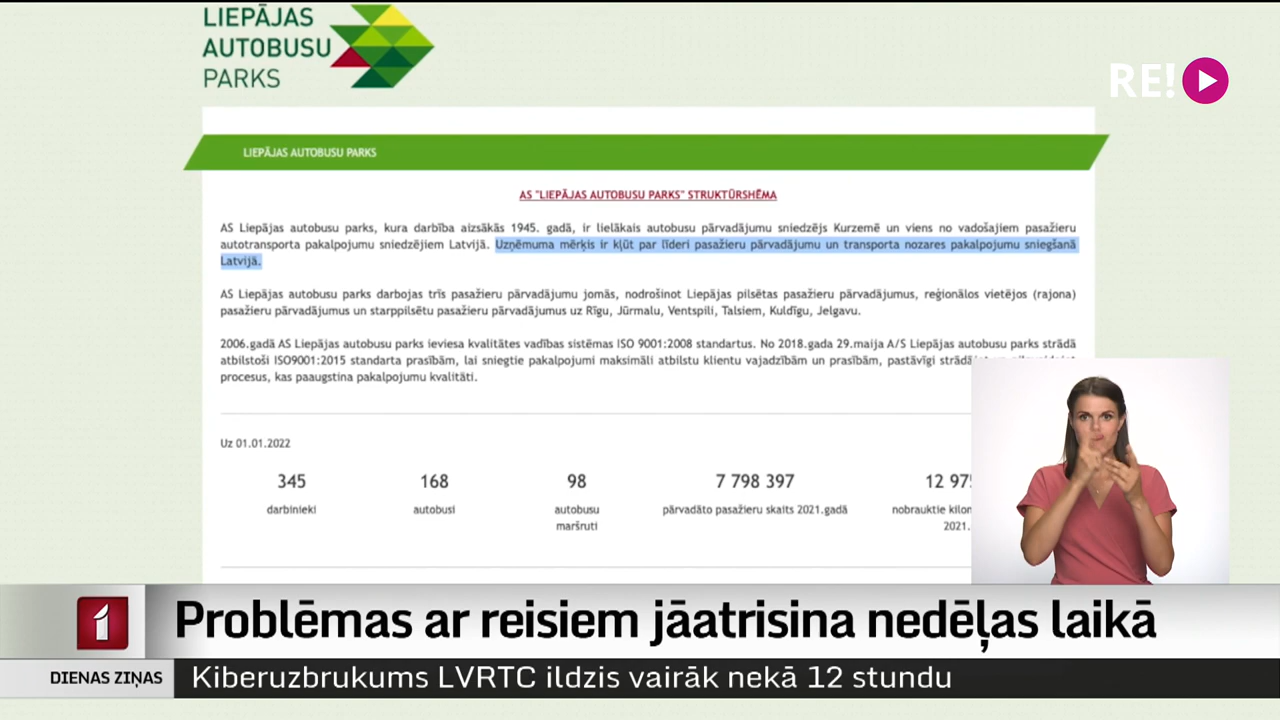 LIEPĀJAS
AUTOBUSU
PARKS
RE!
LIEPĀJAS AUTOBUSU PARKS
AS "LIEPĀJAS AUTOBUSU PARKS" STRUKTŪRSHĒMA
AS Liepājas autobusu parks, kura darbība aizsākās 1945. gadā, ir lielākais autobusu pārvadājumu sniedzējs Kurzemē un viens no vadošajiem pasažieru
autotransporta pakalpojumu sniedzējiem Latvijā. Uzņēmuma mērķis ir kļūt par līderi pasažieru pārvadājumu un transporta nozares pakalpojumu sniegšanā
Latvijā.
AS Liepājas autobusu parks darbojas trīs pasažieru pārvadājumu jomās, nodrošinot Liepājas pilsētas pasažieru pārvadājumus, reģionālos vietējos (rajona)
pasažieru pārvadājumus un starppilsētu pasažieru pārvadājumus uz Rīgu, Jūrmalu, Ventspili, Talsiem, Kuldīgu, Jelgavu.
2006.gadā AS Liepājas autobusu parks ieviesa kvalitātes vadības sistēmas ISO 9001:2008 standartus. No 2018.gada 29.maija A/S Liepājas autobusu parks strādā
atbilstoši ISO9001:2015 standarta prasībām, lai sniegtie pakalpojumi maksimāli atbilstu klientu vajadzībām un prasībām, pastāvīgi
procesus, kas paaugstina pakalpojumu kvalitāti.
Uz 01.01.2022
345 168 98 7 798 397 12 975
darbinieki autobusi autobusu pārvadāto pasažieru skaits 2021.gadā nobrauktie
maršruti 2021.
1 Problēmas ar reisiem jāatrisina nedēļas laikā
DIENAS ZIŅAS Kiberuzbrukums LVRTC ildzis vairāk nekā 12 stundu